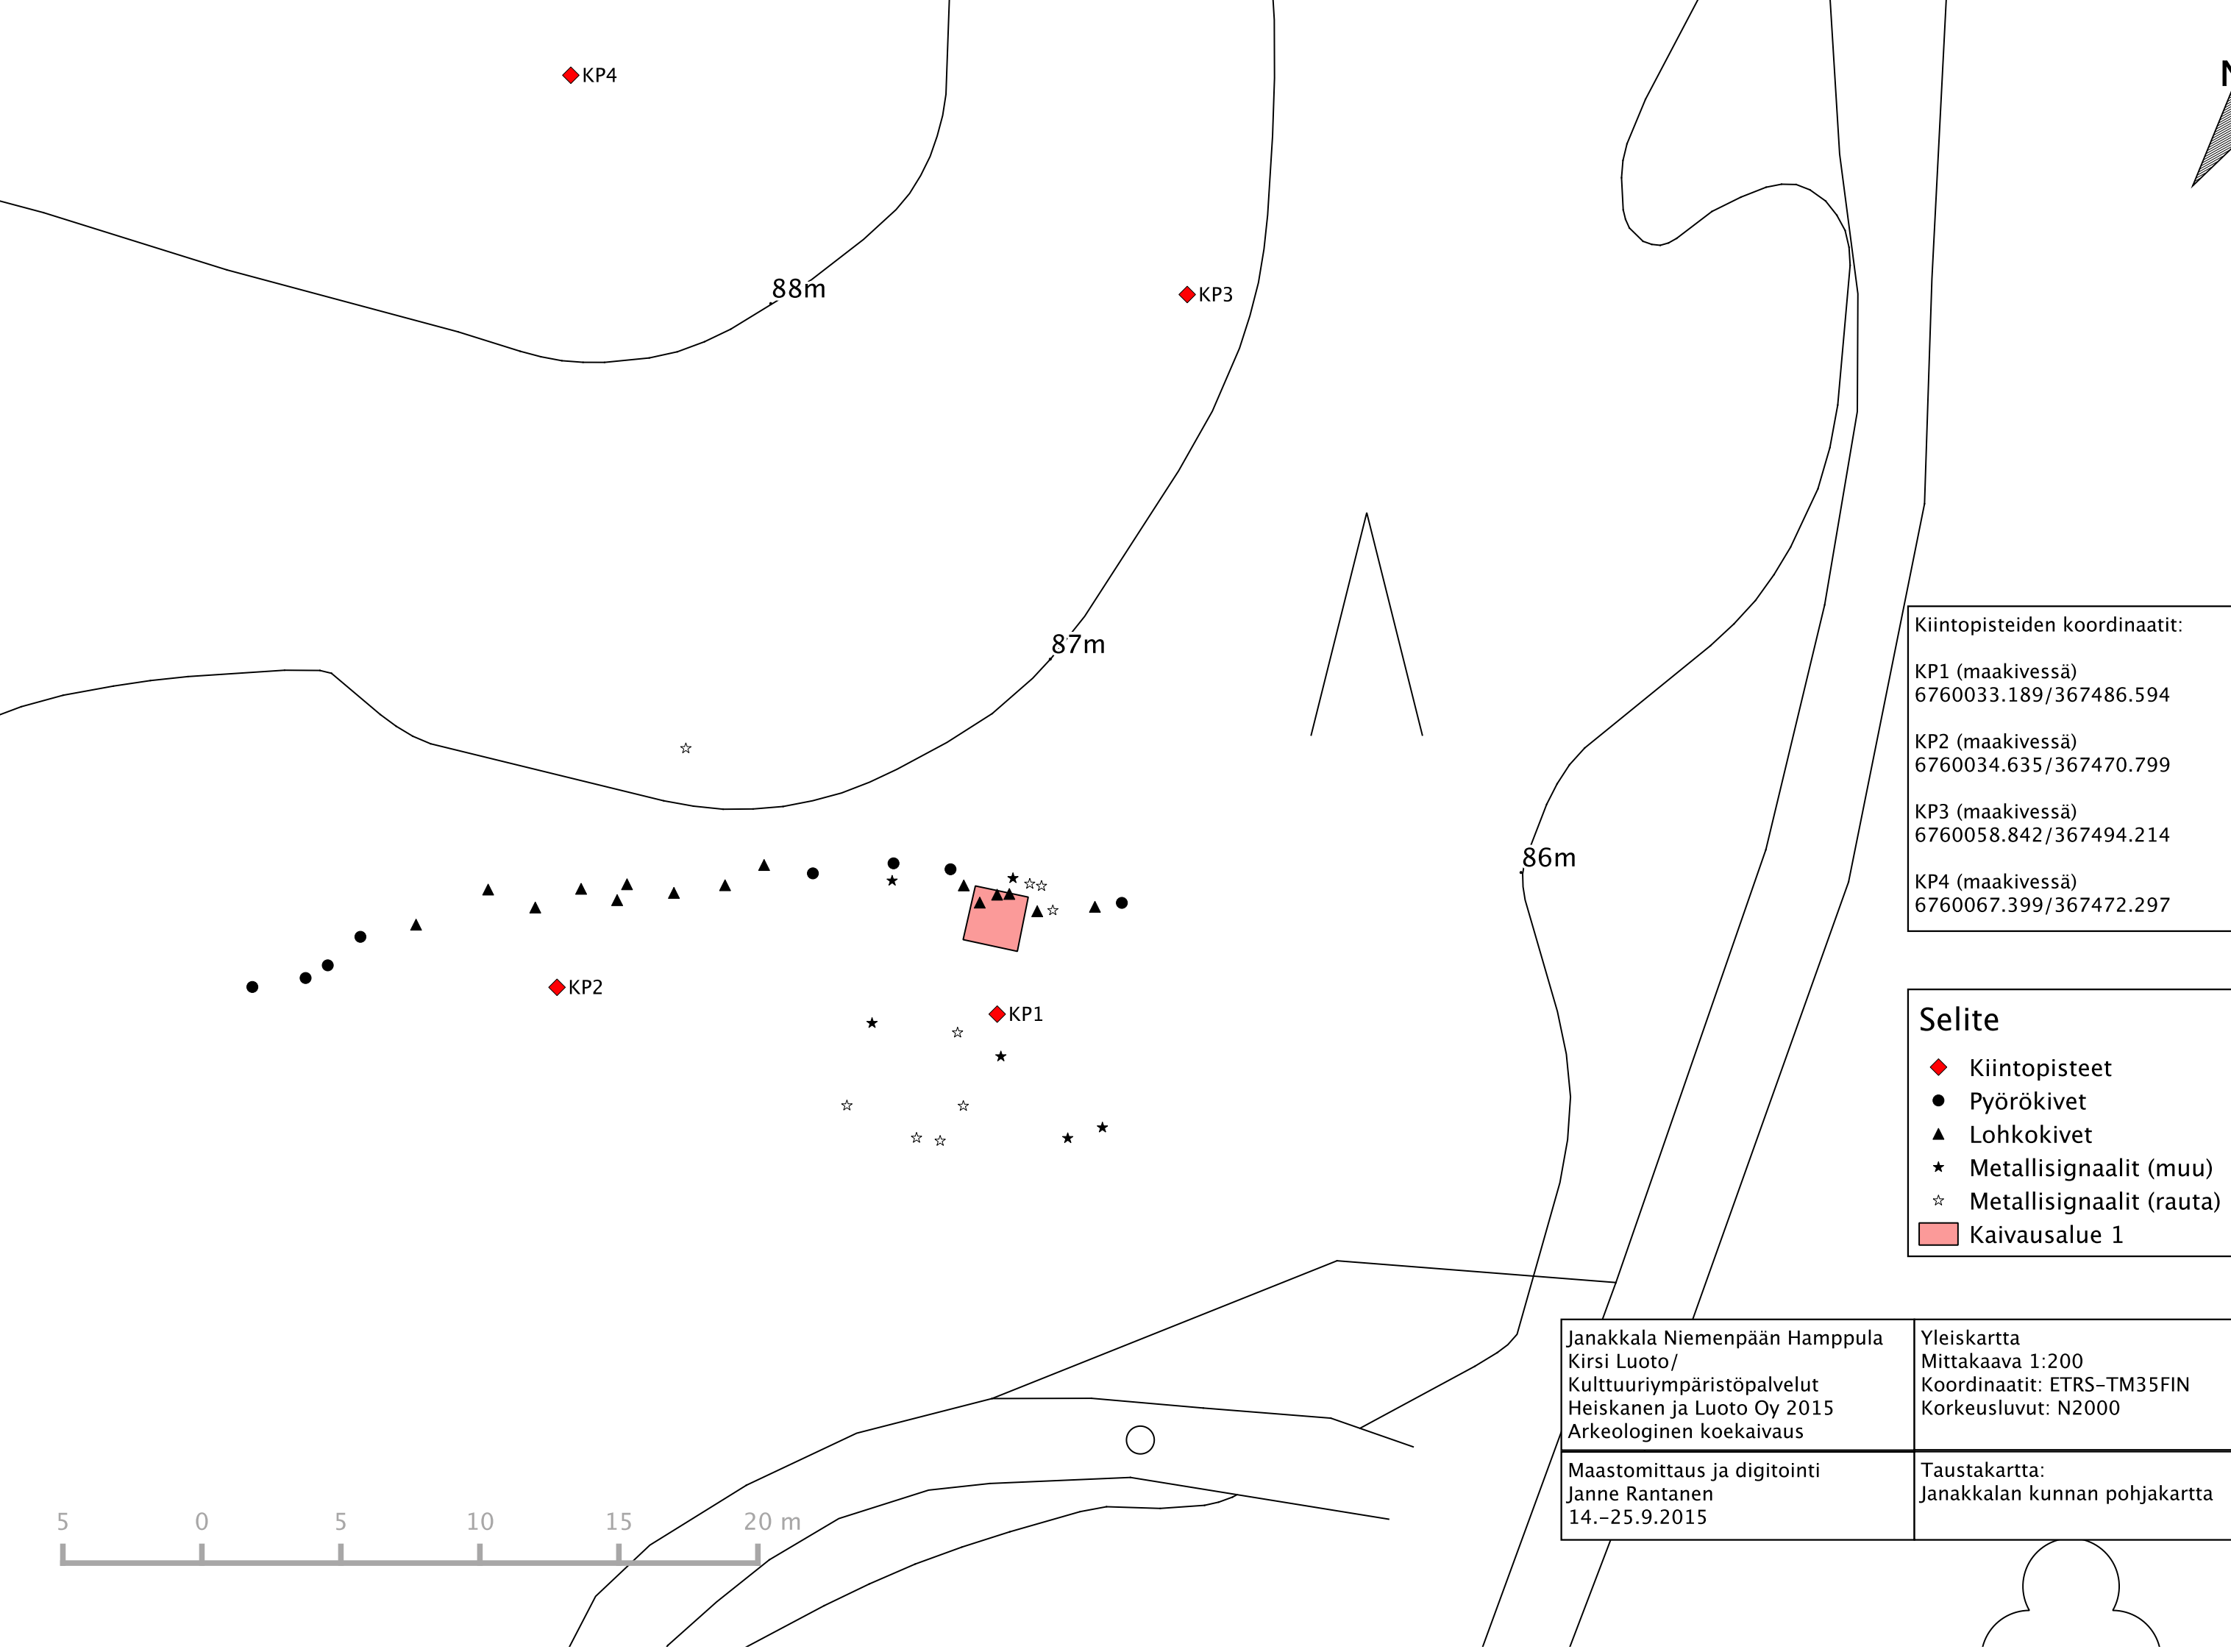 KP4
N
88m
KP3
87m
Kiintopisteiden koordinaatit:
KP1 (maakivessä)
6760033.189/367486.594
KP2 (maakivessä)
6760034.635/367470.799
KP3 (maakivessä)
6760058.842/367494.214
KP4 (maakivessä)
6760067.399/367472.297
86m
KP2
KP1
Selite
Kiintopisteet
Pyörökivet
Lohkokivet
Metallisignaalit (muu)
Metallisignaalit (rauta)
Kaivausalue 1
Janakkala Niemenpään Hamppula
Kirsi Luoto/
Kulttuuriympäristöpalvelut
Heiskanen ja Luoto Oy 2015
Arkeologinen koekaivaus
Yleiskartta
Mittakaava 1:200
Koordinaatit: ETRS-TM35FIN
Korkeusluvut: N2000
Maastomittaus ja digitointi
Janne Rantanen
14.-25.9.2015
Taustakartta:
Janakkalan kunnan pohjakartta
5 0 5 10 15 20 m